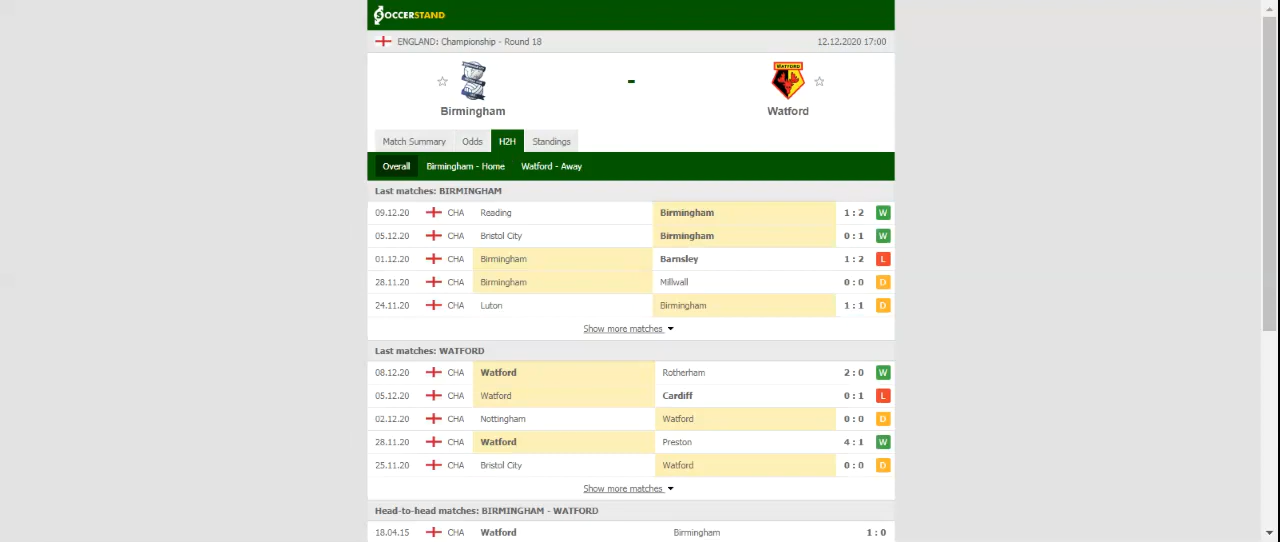 SOCCERSTAND
ENGLAND: Championship - Round 18 12.12.2020 17:00
-
WATFORD
Birmingham Watford
Match Summary Odds H2H Standings
Overall Birmingham - Home Watford - Away
Last matches: BIRMINGHAM
09.12.20 CHA Reading Birmingham 1 : 2 W
05.12.20 CHA Bristol City Birmingham 0 : 1 W
01.12.20 CHA Birmingham Barnsley 1 : 2 L
28.11.20 CHA Birmingham Millwall 0 : 0 D
24.11.20 CHA Luton Birmingham 1 : 1 D
Show more matches
Last matches: WATFORD
08.12.20 CHA Watford Rotherham 2 : 0 W
05.12.20 CHA Watford Cardiff 0 : 1 L
02.12.20 CHA Nottingham Watford 0 : 0 D
28.11.20 CHA Watford Preston 4 : 1 W
25.11.20 CHA Bristol City Watford 0 : 0 D
Show more matches
Head-to-head matches: BIRMINGHAM - WATFORD
18.04.15 CHA Watford Birmingham 1 : 0